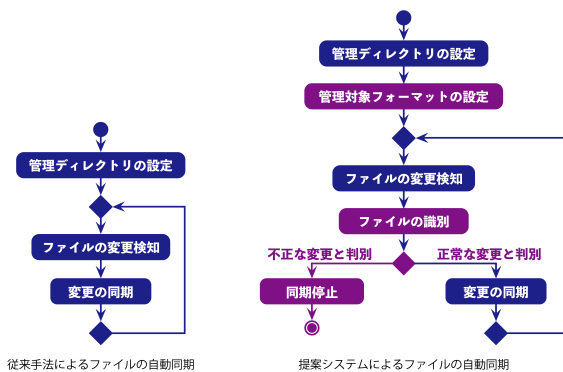 管理ディレクトリの設定
ファイルの変更検知
変更の同期
従来手法によるファイルの自動同期
管理ディレクトリの設定
管理対象フォーマットの設定
ファイルの変更検知
ファイルの識別
不正な変更と判別
正常な変更と判別
同期停止
変更の同期
提案システムによるファイルの自動同期